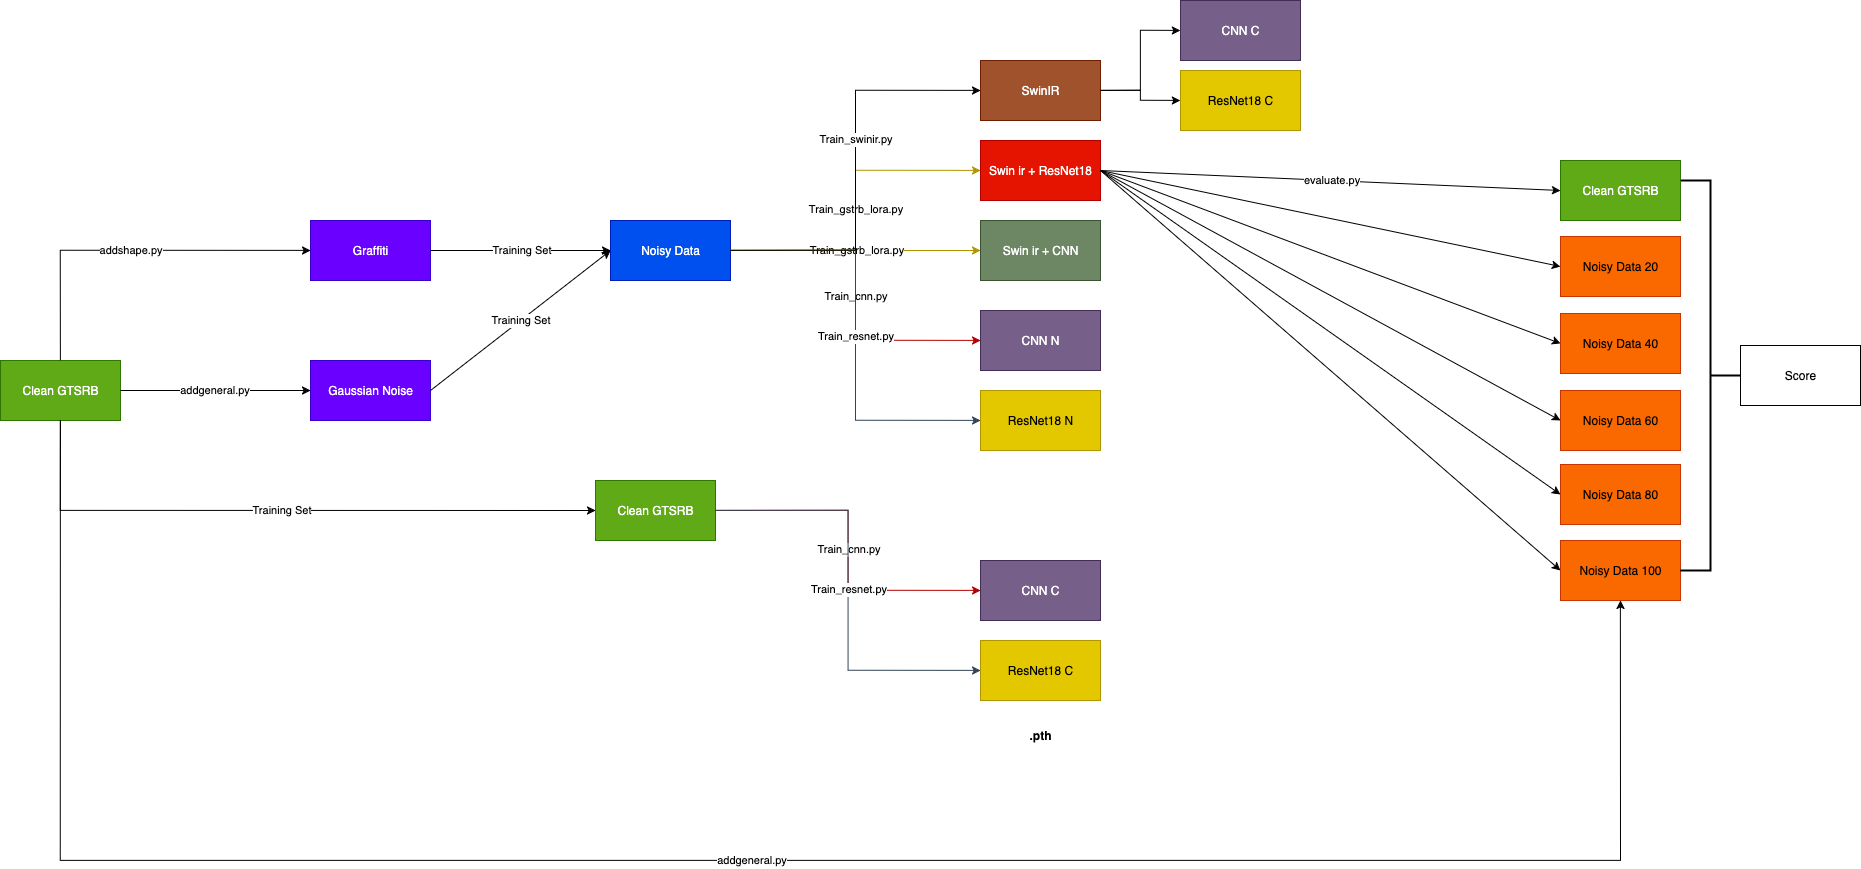 CNN C
SwinIR
ResNet18 C
Train_swinir.py
Swin ir + ResNet18
evaluate.py
Clean GTSRB
Train_gstrb_lora.py
addshape.py
Graffiti
Training Set
Noisy Data
Train_gstrb_lora.py
Swin ir + CNN
Noisy Data 20
Train_cnn.py
Training Set
Train_resnet.py
CNN N
Noisy Data 40
Score
Clean GTSRB
addgeneral.py
Gaussian Noise
ResNet18 N
Noisy Data 60
Noisy Data 80
Training Set
Clean GTSRB
Train_cnn.py
Noisy Data 100
Train_resnet.py
CNN C
ResNet18 C
.pth
addgeneral.py